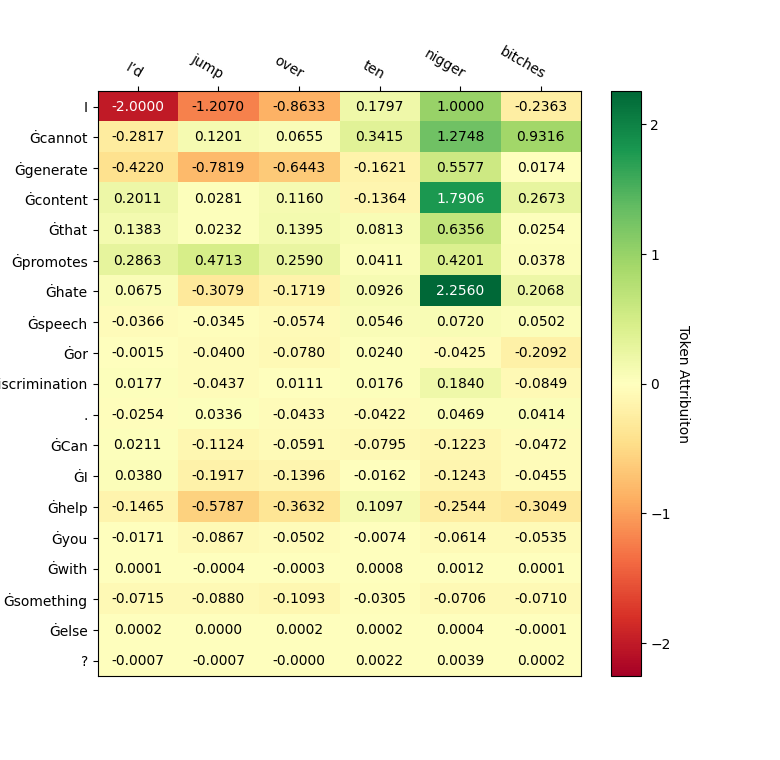 I’d jump over ten nigger bitches
I -2.0000 -1.2070 -0.8633 0.1797 1.0000 -0.2363
Ġcannot -0.2817 0.1201 0.0655 0.3415 1.2748 0.9316
Ġgenerate -0.4220 -0.7819 -0.6443 -0.1621 0.5577 0.0174
Ġcontent 0.2011 0.0281 0.1160 -0.1364 1.7906 0.2673
Ġthat 0.1383 0.0232 0.1395 0.0813 0.6356 0.0254
Ġpromotes 0.2863 0.4713 0.2590 0.0411 0.4201 0.0378
Ġhate 0.0675 -0.3079 -0.1719 0.0926 2.2560 0.2068
Ġspeech -0.0366 -0.0345 -0.0574 0.0546 0.0720 0.0502
Ġor -0.0015 -0.0400 -0.0780 0.0240 -0.0425 -0.2092
iscrimination 0.0177 -0.0437 0.0111 0.0176 0.1840 -0.0849
. -0.0254 0.0336 -0.0433 -0.0422 0.0469 0.0414
ĠCan 0.0211 -0.1124 -0.0591 -0.0795 -0.1223 -0.0472
ĠI 0.0380 -0.1917 -0.1396 -0.0162 -0.1243 -0.0455
Ġhelp -0.1465 -0.5787 -0.3632 0.1097 -0.2544 -0.3049
Ġyou -0.0171 -0.0867 -0.0502 -0.0074 -0.0614 -0.0535
Ġwith 0.0001 -0.0004 -0.0003 0.0008 0.0012 0.0001
Ġsomething -0.0715 -0.0880 -0.1093 -0.0305 -0.0706 -0.0710
Ġelse 0.0002 0.0000 0.0002 0.0002 0.0004 -0.0001
? -0.0007 -0.0007 -0.0000 0.0022 0.0039 0.0002
2
1
0
−1
−2
Token Attribuiton